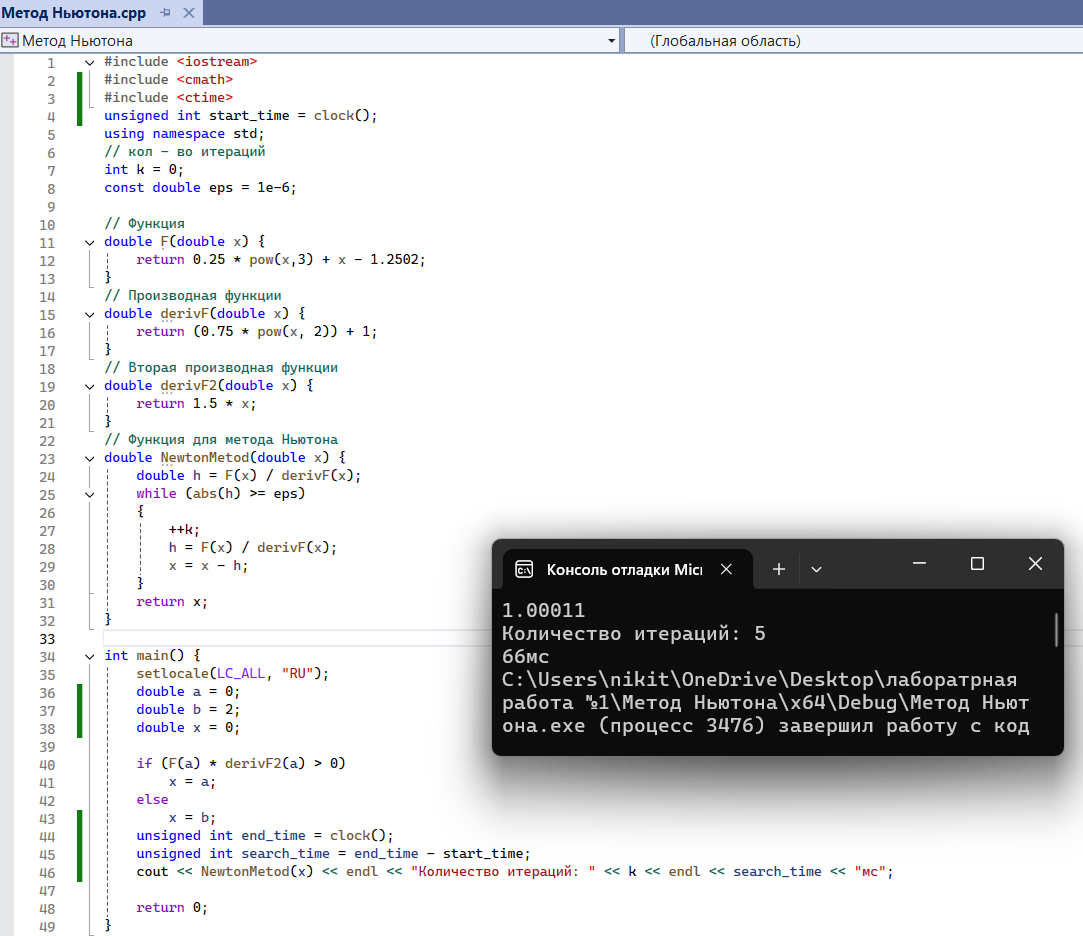 Метод Ньютона.cpp
Метод Ньютона (Глобальная область)
1 #include <iostream>
2 #include <cmath>
3 #include <ctime>
4 unsigned int start_time = clock();
5 using namespace std;
6 // кол - во итераций
7 int k = 0;
8 const double eps = 1e-6;
9
10 // Функция
11 double F(double x) {
12 return 0.25 * pow(x,3) + x - 1.2502;
13 }
14 // Производная функции
15 double derivF(double x) {
16 return (0.75 * pow(x, 2)) + 1;
17 }
18 // Вторая производная функции
19 double derivF2(double x) {
20 return 1.5 * x;
21 }
22 // Функция для метода Ньютона
23 double NewtonMetod(double x) {
24 double h = F(x) / derivF(x);
25 while (abs(h) >= eps)
26 {
27 ++k;
28 h = F(x) / derivF(x);
29 x = x - h;
30 }
31 return x;
32 }
33
34 int main() {
35 setlocale(LC_ALL, "RU");
36 double a = 0;
37 double b = 2;
38 double x = 0;
39
40 if (F(a) * derivF2(a) > 0)
41 x = a;
42 else
43 x = b;
44 unsigned int end_time = clock();
45 unsigned int search_time = end_time - start_time;
46 cout << NewtonMetod(x) << endl << "Количество итераций: " << k << endl << search_time << "мс";
47
48 return 0;
49 }
Консоль отладки Micr
1.00011
Количество итераций: 5
66мс
C:\Users\nikit\OneDrive\Desktop\лаборатрная
работа №1\Метод Ньютона\x64\Debug\Метод Ньют
она.exe (процесс 3476) завершил работу с код